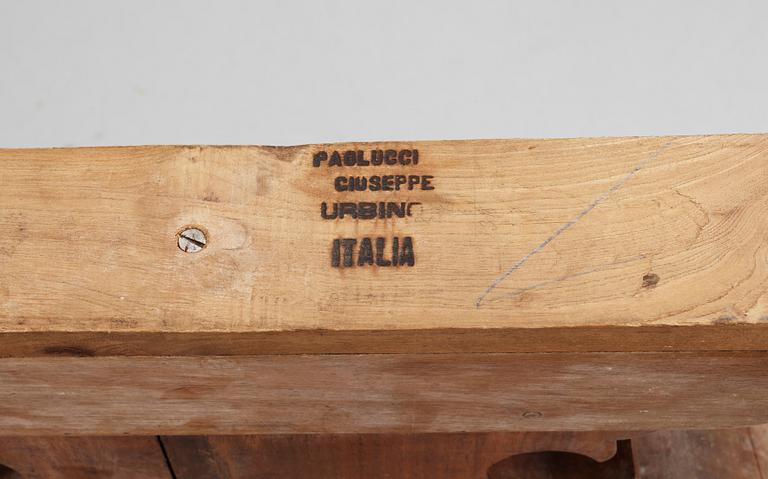 PAOLUCCI
GIUSEPPE
URBINO
ITALIA